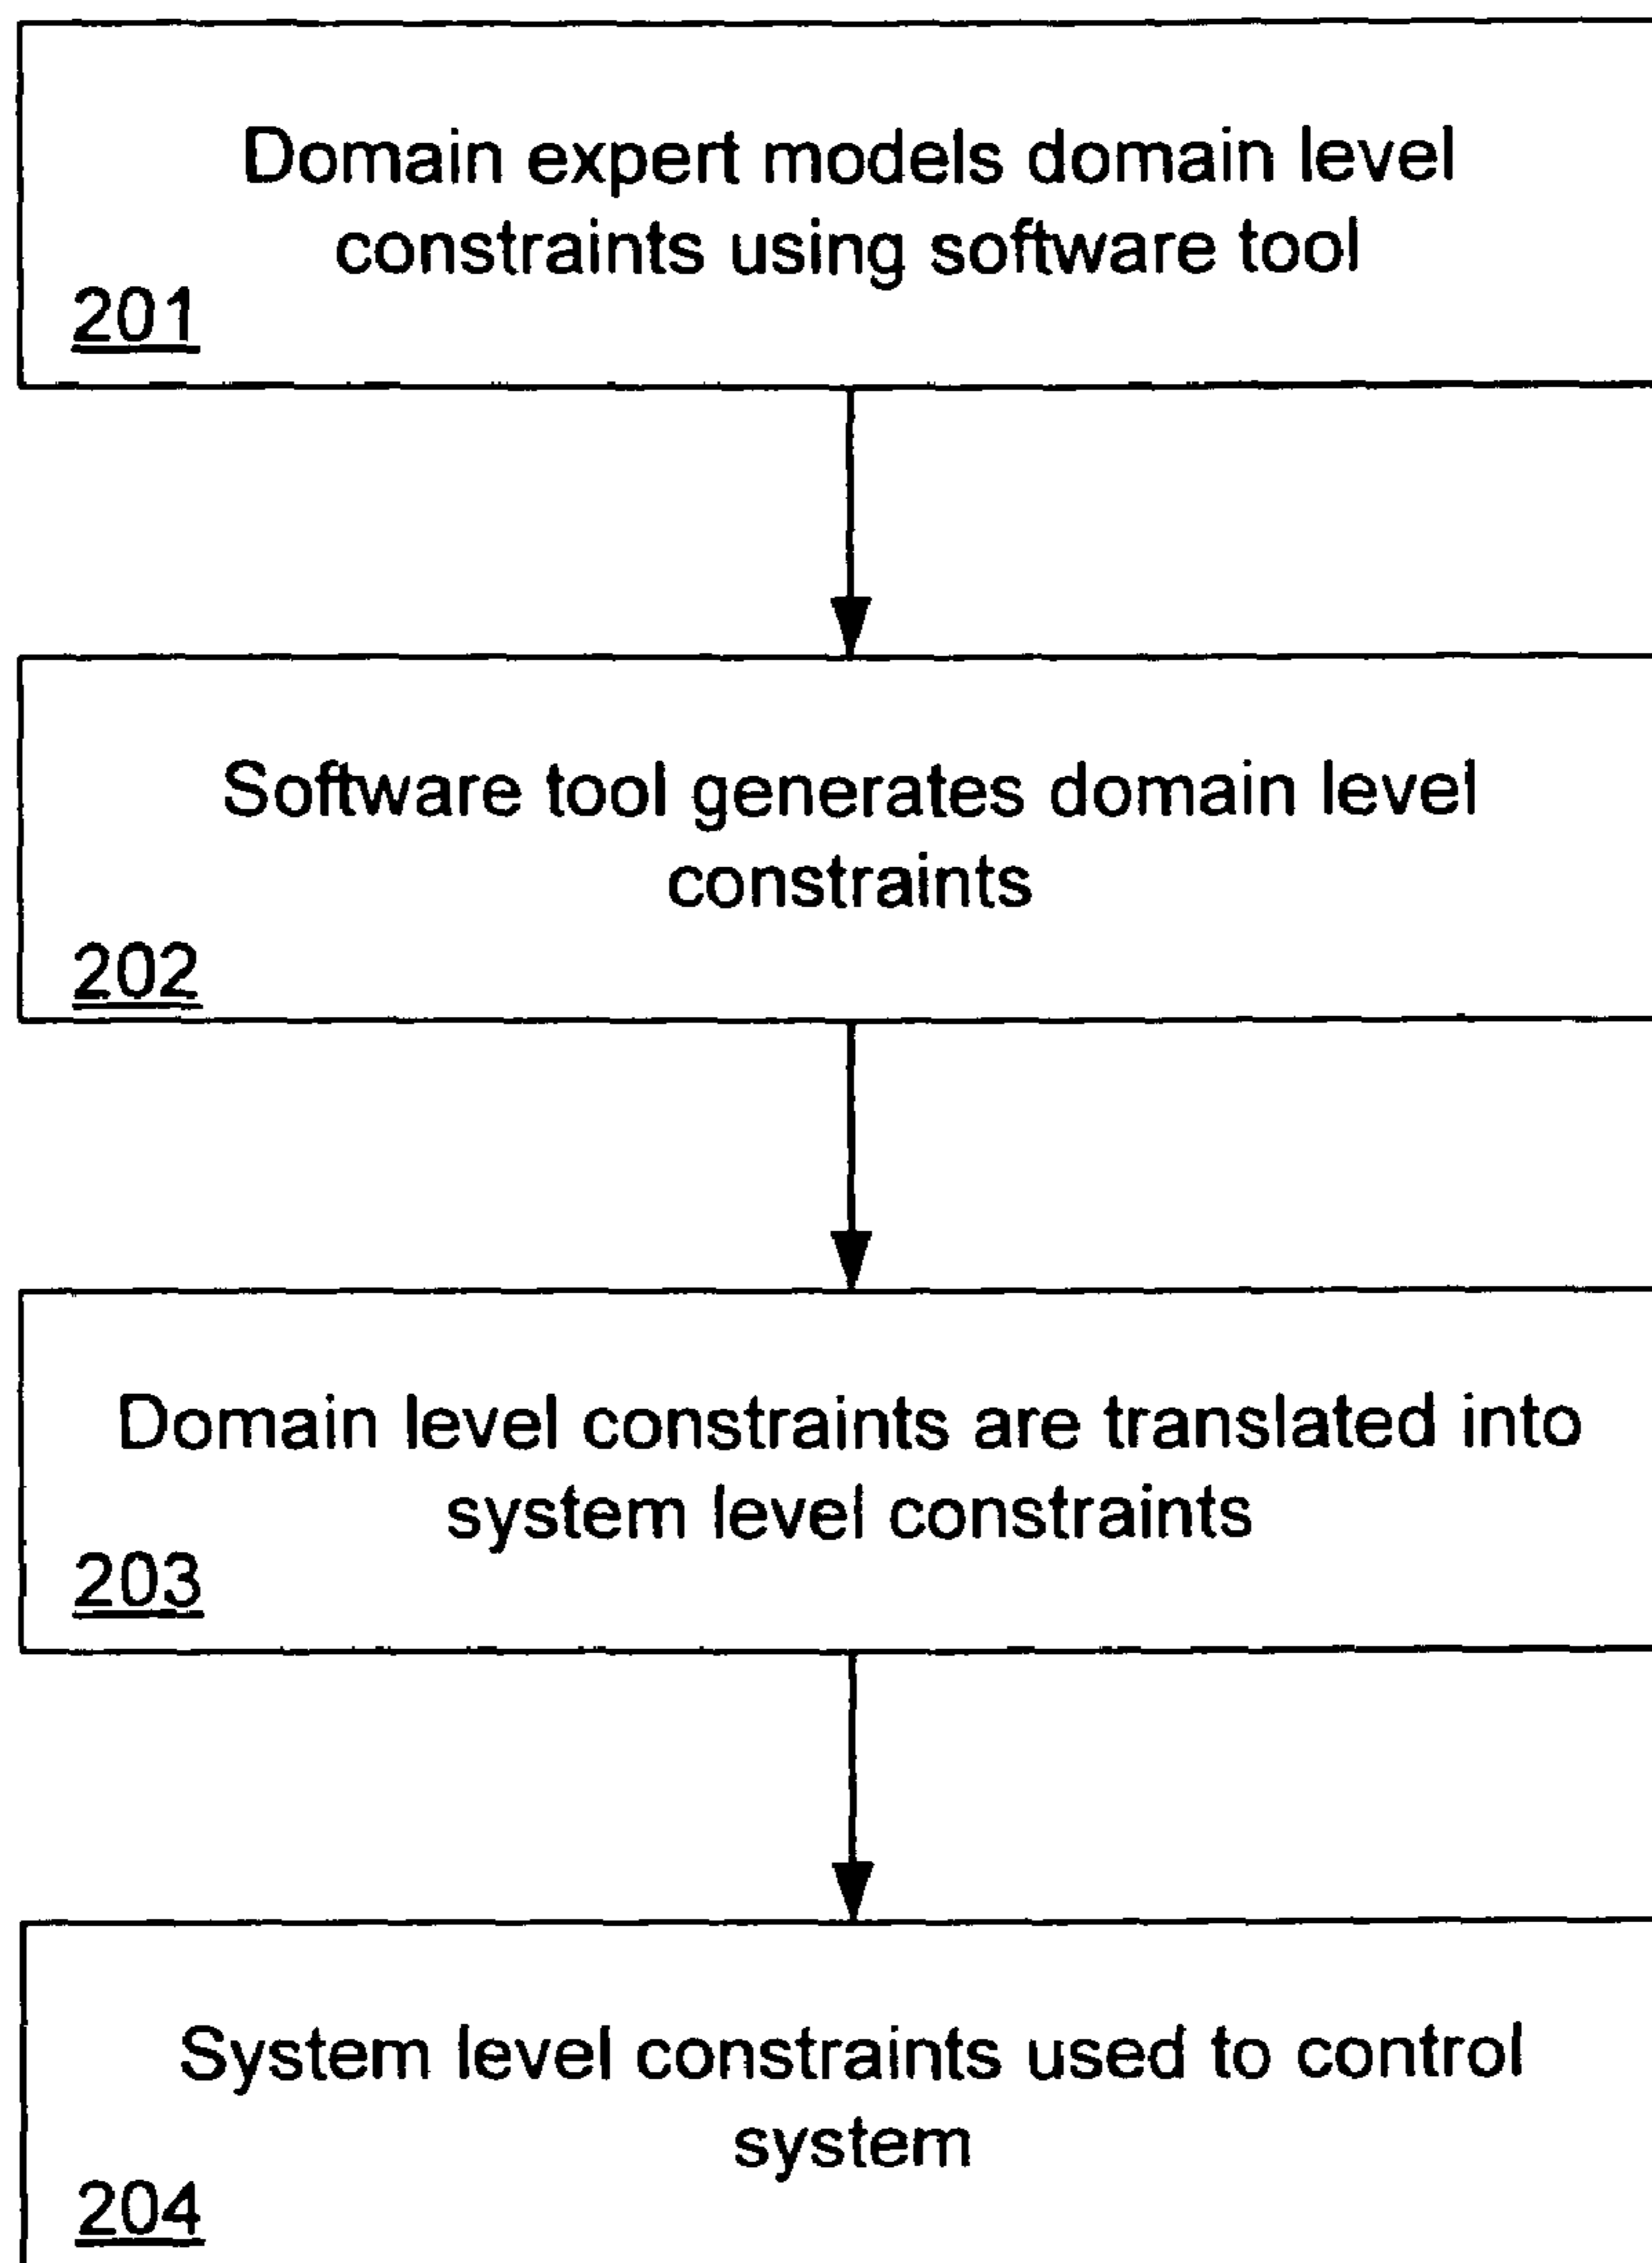 Domain expert models domain level
constraints using software tool
201
Software tool generates domain level
constraints
202
Domain level constraints are translated into
system level constraints
203
System level constraints used to control
system
204